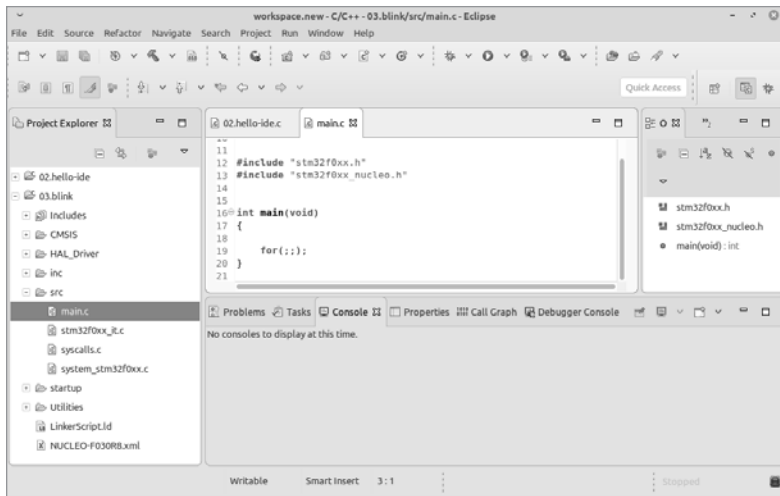 workspace.new - C/C++ - 03.blink/src/main.c - Eclipse
File Edit Source Refactor Navigate Search Project Run Window Help
Quick Access
Project Explorer
02.hello-ide
03.blink
Includes
CMSIS
HAL_Driver
inc
src
main.c
stm32f0xx_it.c
syscalls.c
system_stm32f0xx.c
startup
Utilities
LinkerScript.ld
NUCLEO-F030R8.xml
02.hello-ide.c main.c
11
12 #include "stm32f0xx.h"
13 #include "stm32f0xx_nucleo.h"
14
15
16 int main(void)
17 {
18
19 for(;;);
20 }
21
O
stm32f0xx.h
stm32f0xx_nucleo.h
main(void) : int
Problems Tasks Console Properties Call Graph Debugger Console
No consoles to display at this time.
Writable Smart Insert 3 : 1 Stopped